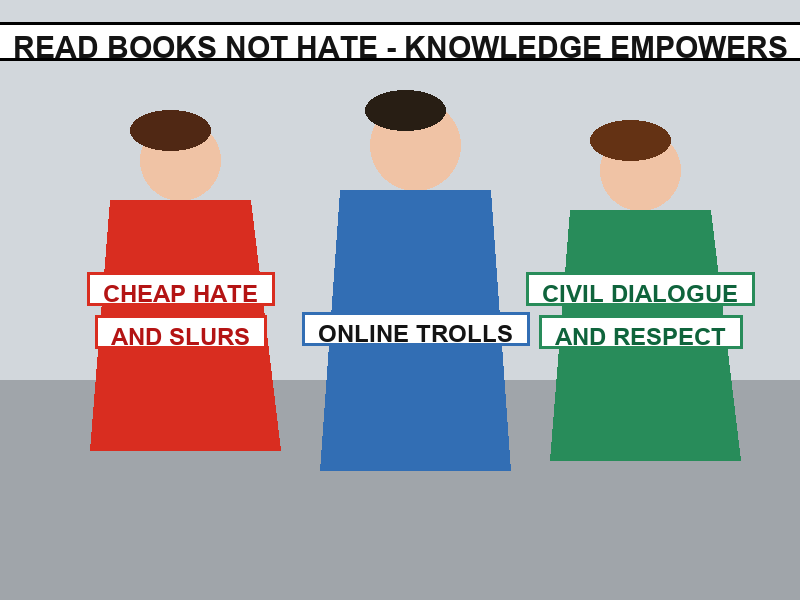 READ BOOKS NOT HATE - KNOWLEDGE EMPOWERS
CHEAP HATE
AND SLURS
ONLINE TROLLS
CIVIL DIALOGUE
AND RESPECT